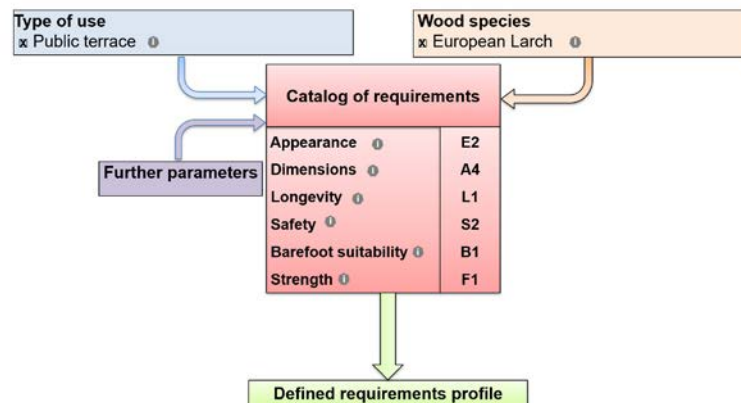 Type of use
x Public terrace i
Wood species
x European Larch i
Catalog of requirements
Appearance i E2
Dimensions i A4
Further parameters
Longevity i L1
Safety i S2
Barefoot suitability i B1
Strength i F1
Defined requirements profile